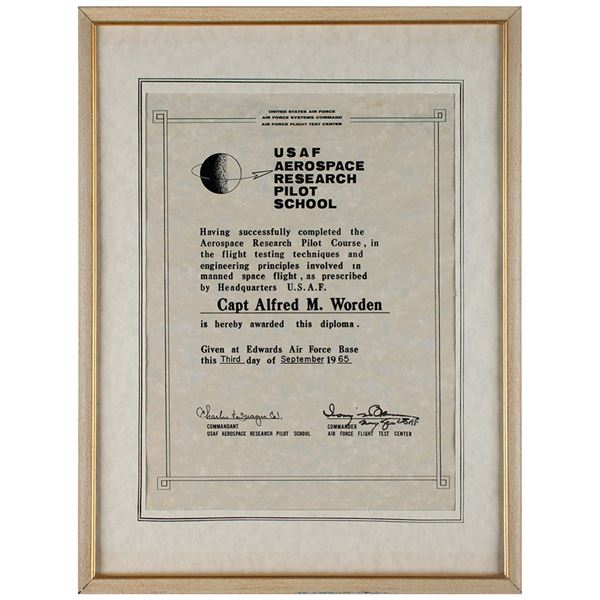 UNITED STATES AIR FORCE
AIR FORCE SYSTEMS COMMAND
AIR FORCE FLIGHT TEST CENTER
USAF
AEROSPACE
RESEARCH
PILOT
SCHOOL
Having successfully completed the
Aerospace Research Pilot Course, in
the flight testing techniques and
engineering principles involved in
manned space flight, as prescribed
by Headquarters U.S.A.F.
Capt Alfred M. Worden
is hereby awarded this diploma.
Given at Edwards Air Force Base
this Third day of September 1965
Charles E Yeager Col.
COMMANDANT
USAF AEROSPACE RESEARCH PILOT SCHOOL
COMMANDER
AIR FORCE FLIGHT TEST CENTER